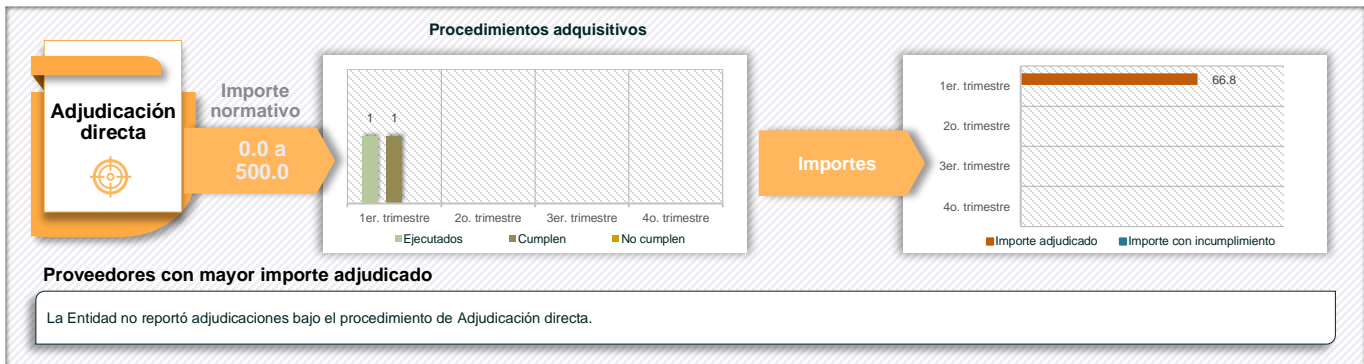 Procedimientos adquisitivos
Adjudicación
directa
Importe
normativo
0.0 a
500.0
1 1
1er. trimestre 2o. trimestre 3er. trimestre 4o. trimestre
Ejecutados Cumplen No cumplen
Importes
1er. trimestre 66.8
2o. trimestre
3er. trimestre
4o. trimestre
Importe adjudicado Importe con incumplimiento
Proveedores con mayor importe adjudicado
La Entidad no reportó adjudicaciones bajo el procedimiento de Adjudicación directa.